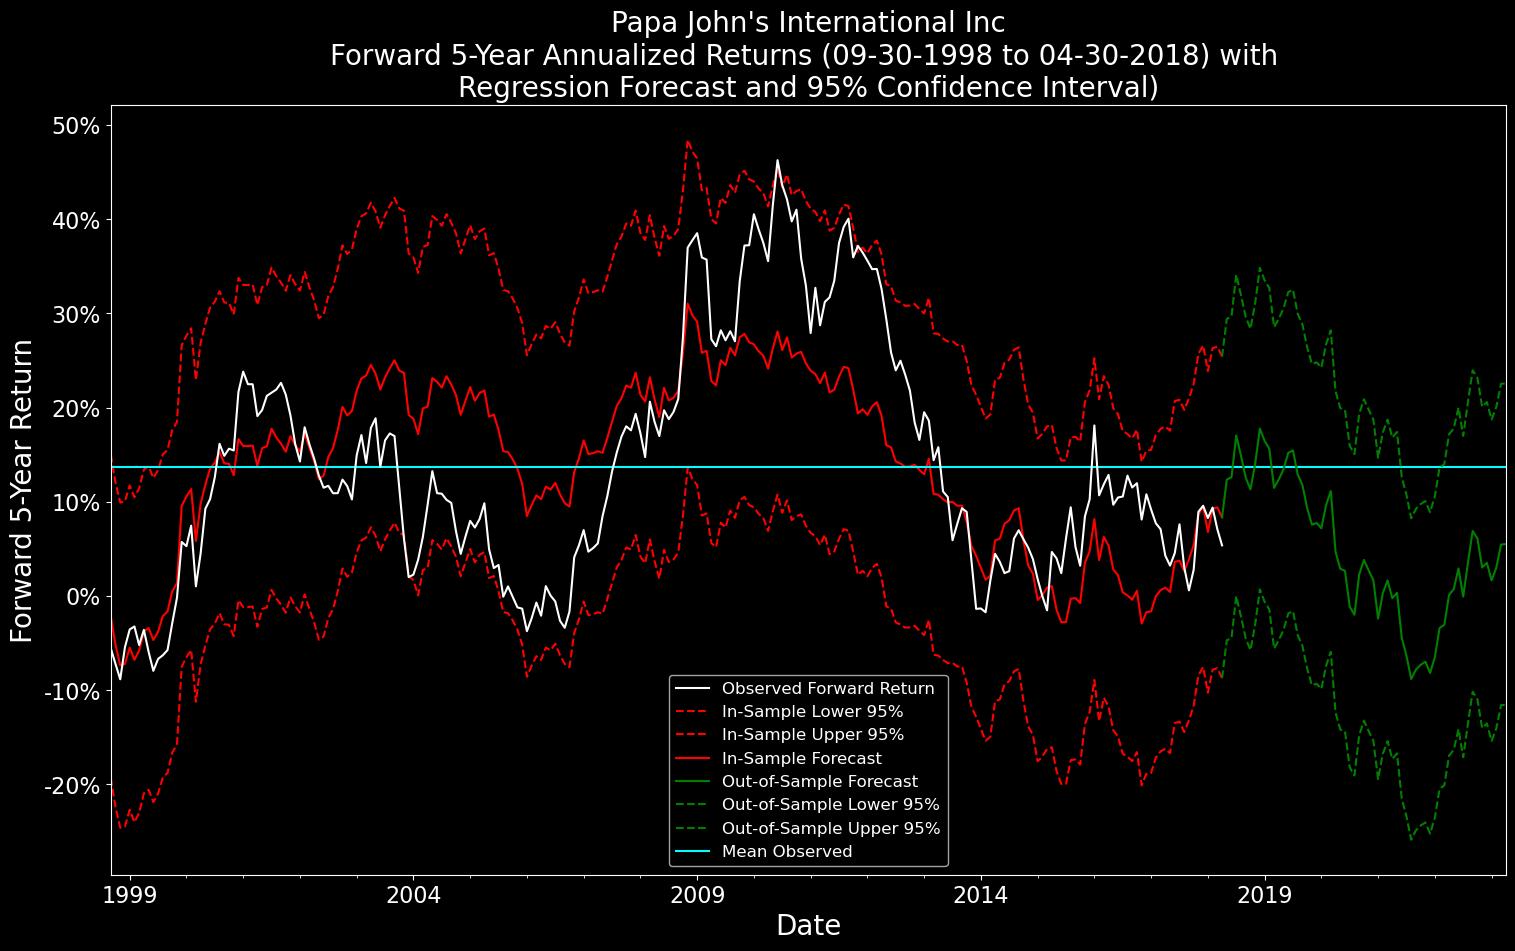 Papa John's International Inc
Forward 5-Year Annualized Returns (09-30-1998 to 04-30-2018) with
Regression Forecast and 95% Confidence Interval)
Forward 5-Year Return
50%
40%
30%
20%
10%
0%
-10%
-20%
Observed Forward Return
In-Sample Lower 95%
In-Sample Upper 95%
In-Sample Forecast
Out-of-Sample Forecast
Out-of-Sample Lower 95%
Out-of-Sample Upper 95%
Mean Observed
1999 2004 2009 2014 2019
Date